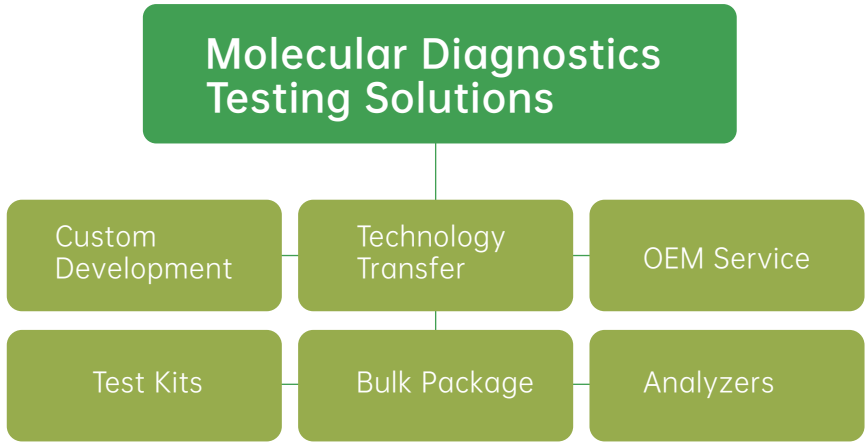 Molecular Diagnostics
Testing Solutions
Custom
Development
Technology
Transfer
OEM Service
Test Kits
Bulk Package
Analyzers